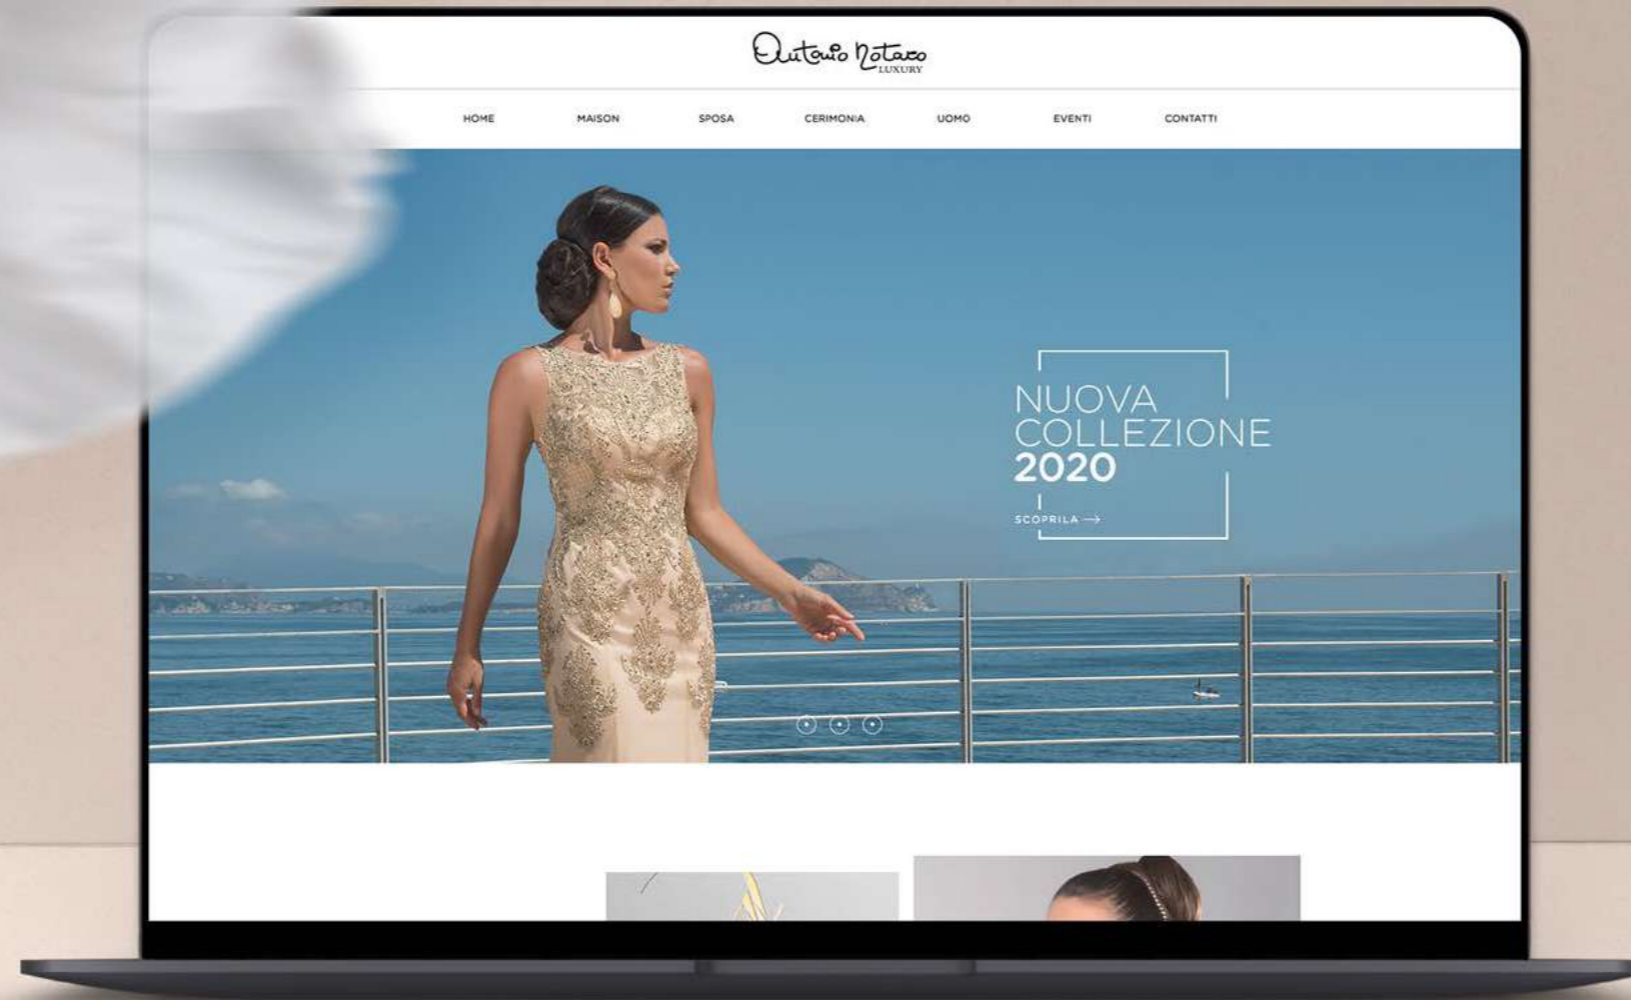 Antonio Notaro
LUXURY
HOME MAISON SPOSA CERIMONIA UOMO EVENTI CONTATTI
NUOVA
COLLEZIONE
2020
SCOPRILA →